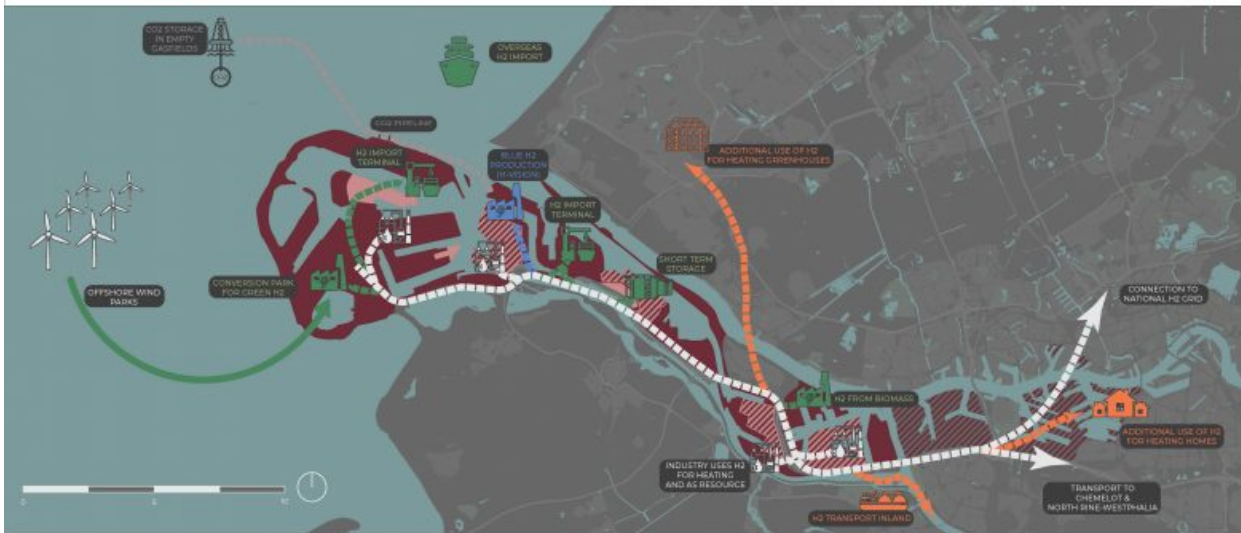 CO2 STORAGE
IN EMPTY
GASFIELDS
OVERSEAS
H2 IMPORT
CO2 PIPELINE
H2 IMPORT
TERMINAL
BLUE H2
PRODUCTION
(H-VISION)
H2 IMPORT
TERMINAL
ADDITIONAL USE OF H2
FOR HEATING GREENHOUSES
SHORT TERM
STORAGE
OFFSHORE WIND
PARKS
CONVERSION PARK
FOR GREEN H2
CONNECTION TO
NATIONAL H2 GRID
H2 FROM BIOMASS
ADDITIONAL USE OF H2
FOR HEATING HOMES
INDUSTRY USES H2
FOR HEATING
AND AS RESOURCE
TRANSPORT TO
CHEMELOT &
NORTH RINE-WESTPHALIA
H2 TRANSPORT INLAND
0